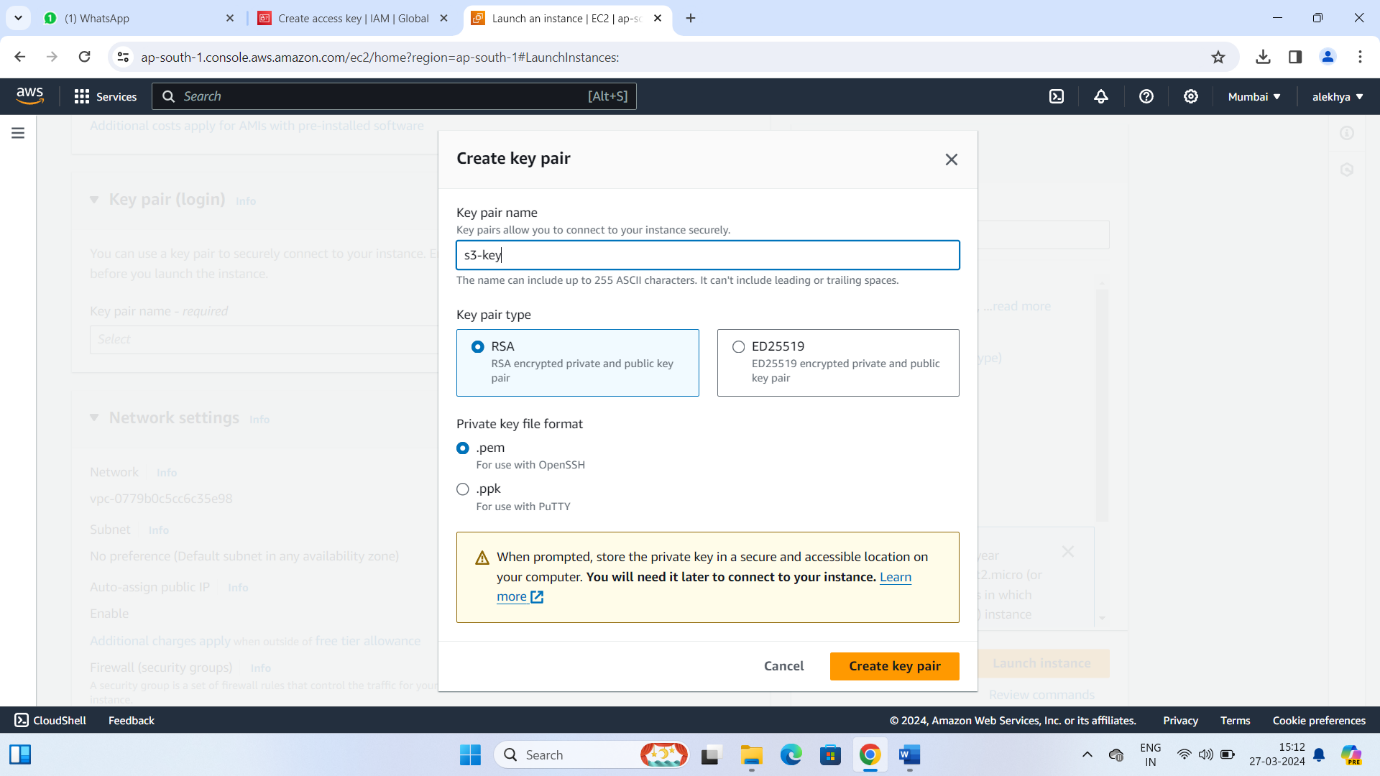 (1) WhatsApp
Create access key | IAM | Global
Launch an instance | EC2 | ap-so
ap-south-1.console.aws.amazon.com/ec2/home?region=ap-south-1#LaunchInstances:
aws
Services
Search
[Alt+S]
Mumbai
alekhya
Additional costs apply for AMIs with pre-installed software
Key pair (login) Info
You can use a key pair to securely connect to your instance.
before you launch the instance.
Key pair name - required
Select
Network settings Info
Network Info
vpc-0779b0c5cc6c35e98
Subnet Info
No preference (Default subnet in any availability zone)
Auto-assign public IP Info
Enable
Additional charges apply when outside of free tier allowance
Firewall (security groups) Info
A security group is a set of firewall rules that control the traffic for your
instance.
Create key pair
Key pair name
Key pairs allow you to connect to your instance securely.
s3-key
The name can include up to 255 ASCII characters. It can't include leading or trailing spaces.
Key pair type
RSA
RSA encrypted private and public key
pair
ED25519
ED25519 encrypted private and public
key pair
Private key file format
.pem
For use with OpenSSH
.ppk
For use with PuTTY
When prompted, store the private key in a secure and accessible location on
your computer. You will need it later to connect to your instance. Learn
more
Cancel
Create key pair
...read more
ype)
year
t2.micro (or
s in which
) instance
Launch instance
Review commands
CloudShell
Feedback
© 2024, Amazon Web Services, Inc. or its affiliates.
Privacy
Terms
Cookie preferences
Search
ENG
IN
15:12
27-03-2024
PRE